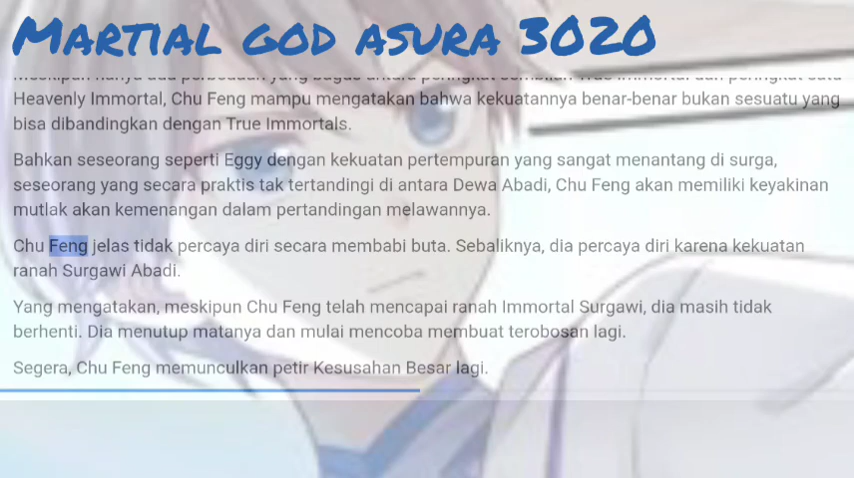 MARTIAL GOD ASURA 3020
Heavenly Immortal, Chu Feng mampu mengatakan bahwa kekuatannya benar-benar bukan sesuatu yang
bisa dibandingkan dengan True Immortals.
Bahkan seseorang seperti Eggy dengan kekuatan pertempuran yang sangat menantang di surga,
seseorang yang secara praktis tak tertandingi di antara Dewa Abadi, Chu Feng akan memiliki keyakinan
mutlak akan kemenangan dalam pertandingan melawannya.
Chu Feng jelas tidak percaya diri secara membabi buta. Sebaliknya, dia percaya diri karena kekuatan
ranah Surgawi Abadi.
Yang mengatakan, meskipun Chu Feng telah mencapai ranah Immortal Surgawi, dia masih tidak
berhenti. Dia menutup matanya dan mulai mencoba membuat terobosan lagi.
Segera, Chu Feng memunculkan petir Kesusahan Besar lagi.